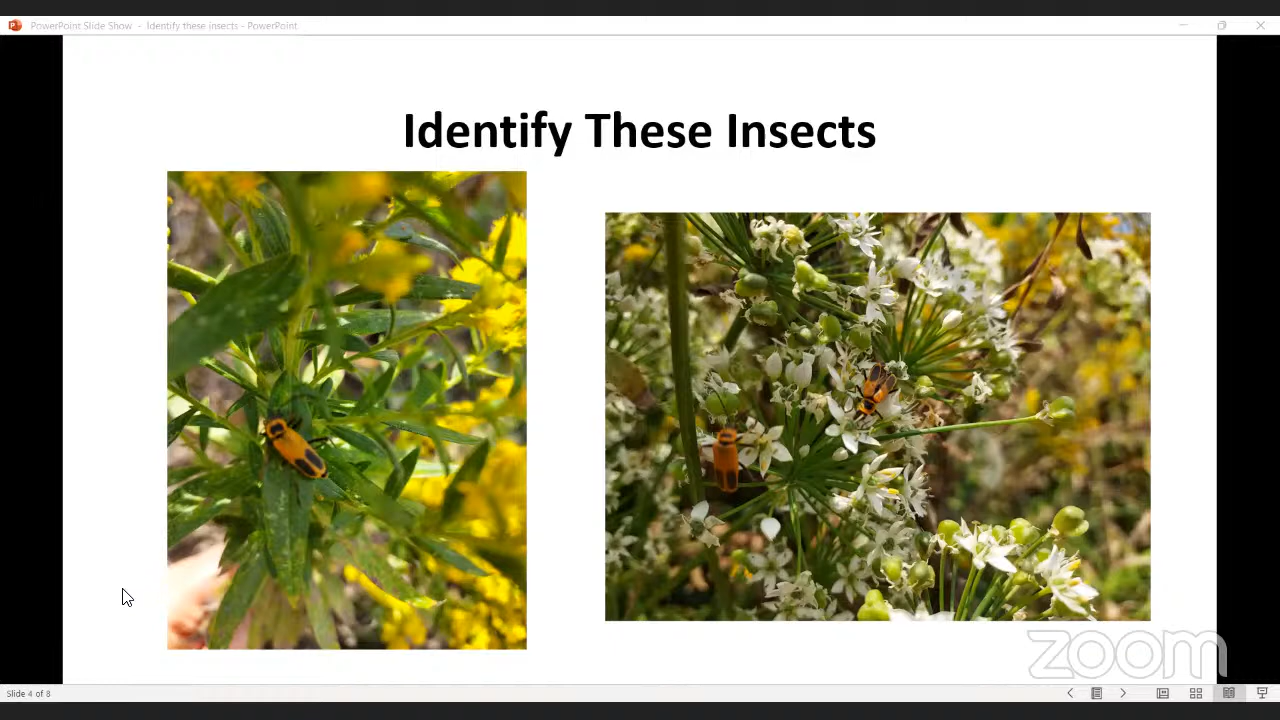 PowerPoint Slide Show - Identify these insects - PowerPoint
Identify These Insects
zoom
Slide 4 of 8